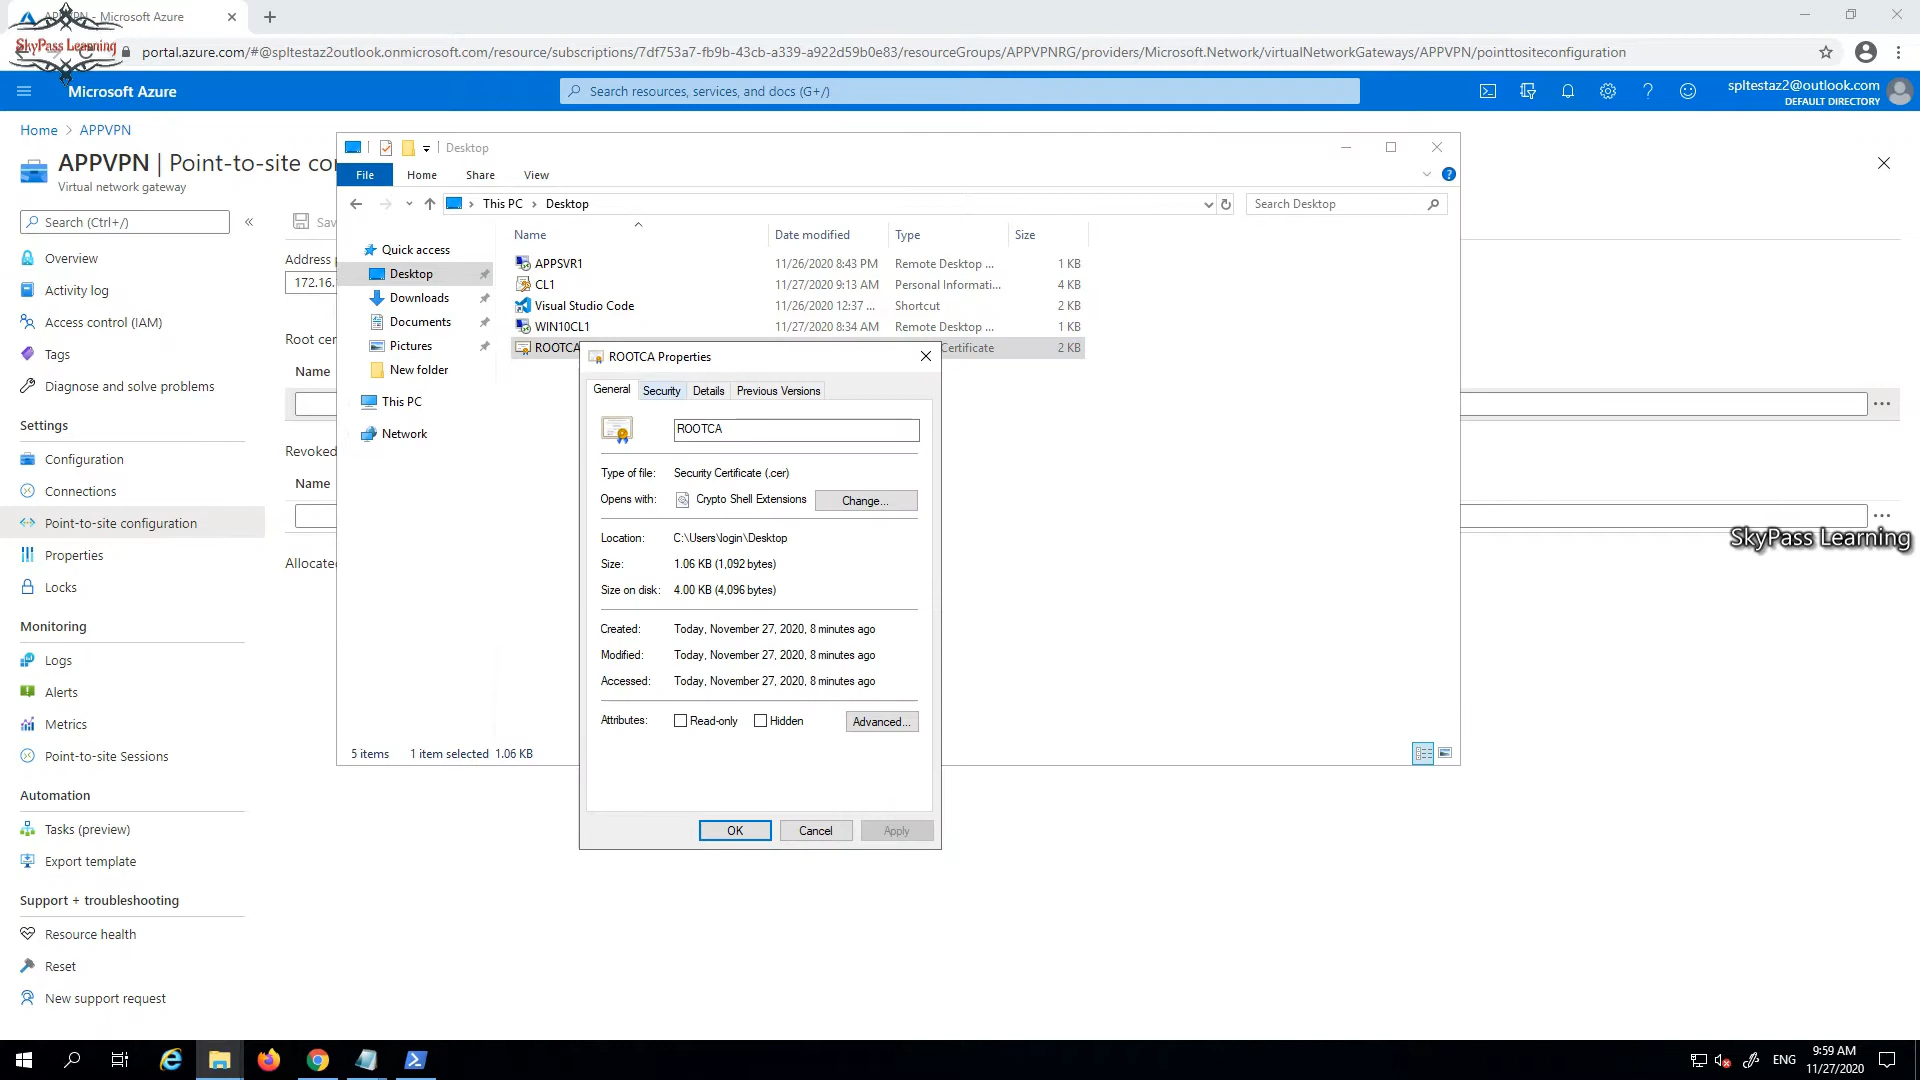 APPVPN - Microsoft Azure
SkyPass Learning
portal.azure.com/#@spltestaz2outlook.onmicrosoft.com/resource/subscriptions/7df753a7-fb9b-43cb-a339-a922d59b0e83/resourceGroups/APPVPNRG/providers/Microsoft.Network/virtualNetworkGateways/APPVPN/pointtositeconfiguration
Microsoft Azure
Search resources, services, and docs (G+/)
spltestaz2@outlook.com
DEFAULT DIRECTORY
Home > APPVPN
APPVPN | Point-to-site co
Virtual network gateway
Search (Ctrl+/)
«
Sav
Overview
Activity log
Access control (IAM)
Tags
Diagnose and solve problems
Settings
Configuration
Connections
Point-to-site configuration
Properties
Locks
Monitoring
Logs
Alerts
Metrics
Point-to-site Sessions
Automation
Tasks (preview)
Export template
Support + troubleshooting
Resource health
Reset
New support request
Address
172.16.
Root cer
Name
Revoked
Name
Allocate
Desktop
File Home Share View
This PC > Desktop
Search Desktop
Quick access
Desktop
Downloads
Documents
Pictures
New folder
This PC
Network
Name Date modified Type Size
APPSVR1 11/26/2020 8:43 PM Remote Desktop ... 1 KB
CL1 11/27/2020 9:13 AM Personal Informati... 4 KB
Visual Studio Code 11/26/2020 12:37 ... Shortcut 2 KB
WIN10CL1 11/27/2020 8:34 AM Remote Desktop ... 1 KB
ROOTCA Certificate 2 KB
5 items 1 item selected 1.06 KB
ROOTCA Properties
General Security Details Previous Versions
ROOTCA
Type of file: Security Certificate (.cer)
Opens with: Crypto Shell Extensions Change...
Location: C:\Users\login\Desktop
Size: 1.06 KB (1,092 bytes)
Size on disk: 4.00 KB (4,096 bytes)
Created: Today, November 27, 2020, 8 minutes ago
Modified: Today, November 27, 2020, 8 minutes ago
Accessed: Today, November 27, 2020, 8 minutes ago
Attributes: Read-only Hidden Advanced...
OK Cancel Apply
SkyPass Learning
ENG
9:59 AM
11/27/2020